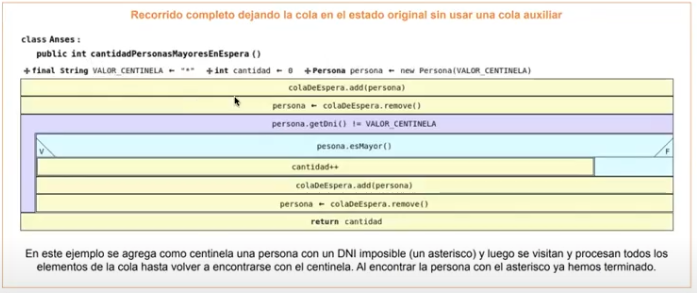 Recorrido completo dejando la cola en el estado original sin usar una cola auxiliar
class Anses:
public int cantidadPersonasMayoresEnEspera ()
✚final String VALOR_CENTINELA ← "*" ✚int cantidad ← 0 ✚Persona persona ← new Persona(VALOR_CENTINELA)
colaDeEspera.add(persona)
persona ← colaDeEspera.remove()
persona.getDni() != VALOR_CENTINELA
pesona.esMayor()
V F
cantidad++
colaDeEspera.add(persona)
persona ← colaDeEspera.remove()
return cantidad
En este ejemplo se agrega como centinela una persona con un DNI imposible (un asterisco) y luego se visitan y procesan todos los
elementos de la cola hasta volver a encontrarse con el centinela. Al encontrar la persona con el asterisco ya hemos terminado.